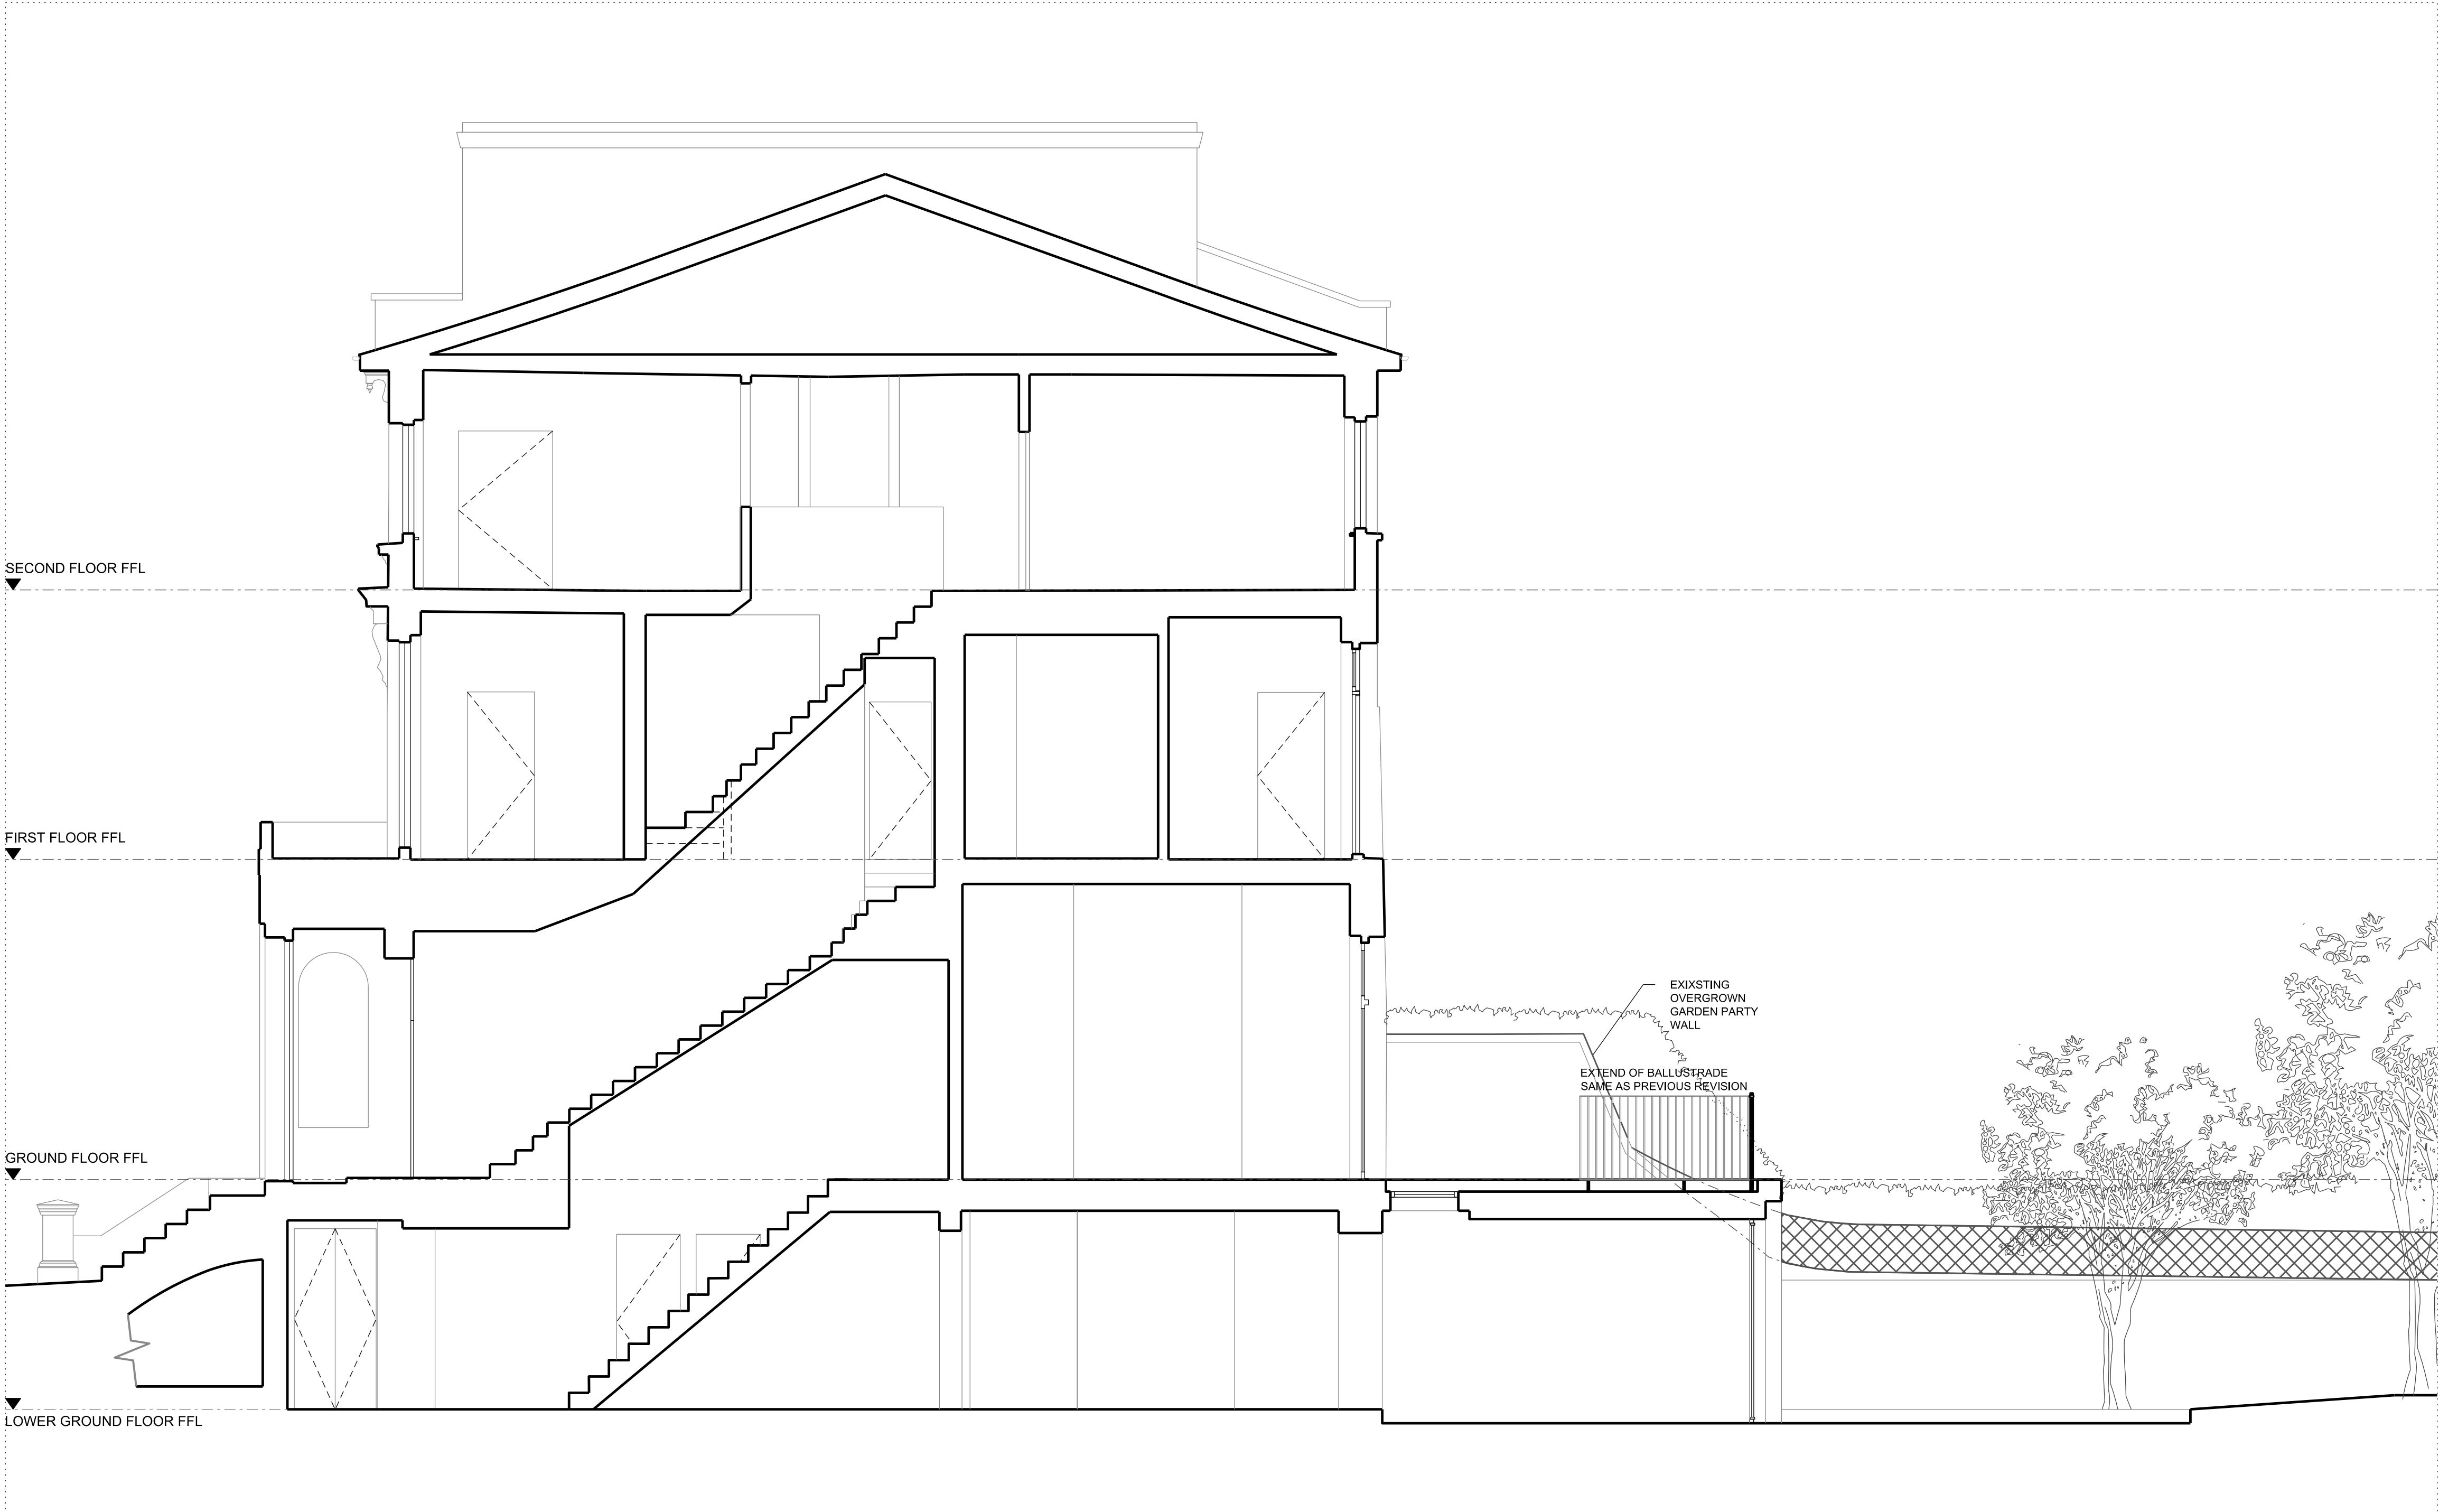 SECOND FLOOR FFL
FIRST FLOOR FFL
EXIXSTING
OVERGROWN
GARDEN PARTY
WALL
EXTEND OF BALLUSTRADE
SAME AS PREVIOUS REVISION
GROUND FLOOR FFL
LOWER GROUND FLOOR FFL